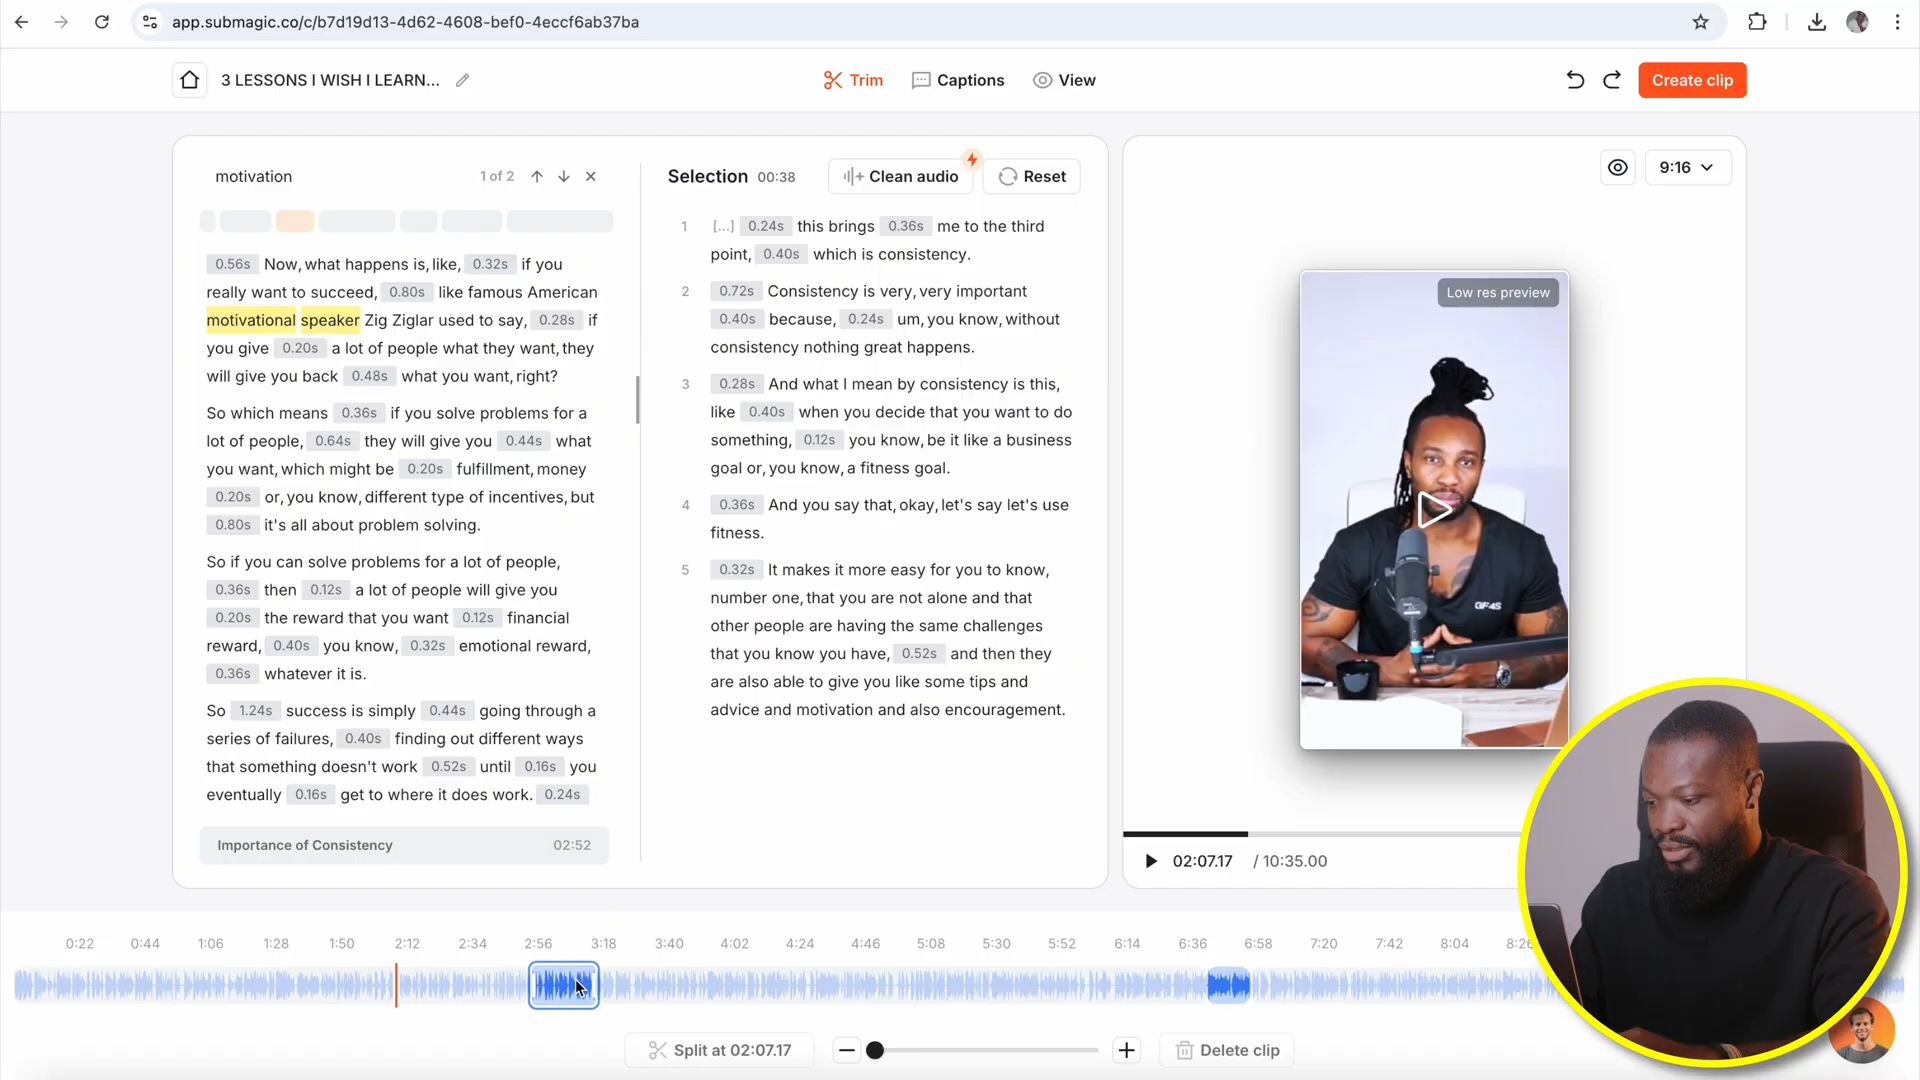 app.submagic.co/c/b7d19d13-4d62-4608-bef0-4eccf6ab37ba
3 LESSONS I WISH I LEARN...
Trim
Captions
View
Create clip
motivation
1 of 2
0.56s Now, what happens is, like, 0.32s if you
really want to succeed, 0.80s like famous American
motivational speaker Zig Ziglar used to say, 0.28s if
you give 0.20s a lot of people what they want, they
will give you back 0.48s what you want, right?
So which means 0.36s if you solve problems for a
lot of people, 0.64s they will give you 0.44s what
you want, which might be 0.20s fulfillment, money
0.20s or, you know, different type of incentives, but
0.80s it's all about problem solving.
So if you can solve problems for a lot of people,
0.36s then 0.12s a lot of people will give you
0.20s the reward that you want 0.12s financial
reward, 0.40s you know, 0.32s emotional reward,
0.36s whatever it is.
So 1.24s success is simply 0.44s going through a
series of failures, 0.40s finding out different ways
that something doesn't work 0.52s until 0.16s you
eventually 0.16s get to where it does work. 0.24s
Importance of Consistency 02:52
Selection 00:38
Clean audio
Reset
1 [...] 0.24s this brings 0.36s me to the third
point, 0.40s which is consistency.
2 0.72s Consistency is very, very important
0.40s because, 0.24s um, you know, without
consistency nothing great happens.
3 0.28s And what I mean by consistency is this,
like 0.40s when you decide that you want to do
something, 0.12s you know, be it like a business
goal or, you know, a fitness goal.
4 0.36s And you say that, okay, let's say let's use
fitness.
5 0.32s It makes it more easy for you to know,
number one, that you are not alone and that
other people are having the same challenges
that you know you have, 0.52s and then they
are also able to give you like some tips and
advice and motivation and also encouragement.
9:16
Low res preview
GF4S
02:07.17 / 10:35.00
0:22 0:44 1:06 1:28 1:50 2:12 2:34 2:56 3:18 3:40 4:02 4:24 4:46 5:08 5:30 5:52 6:14 6:36 6:58 7:20 7:42 8:04 8:26
Split at 02:07.17
Delete clip